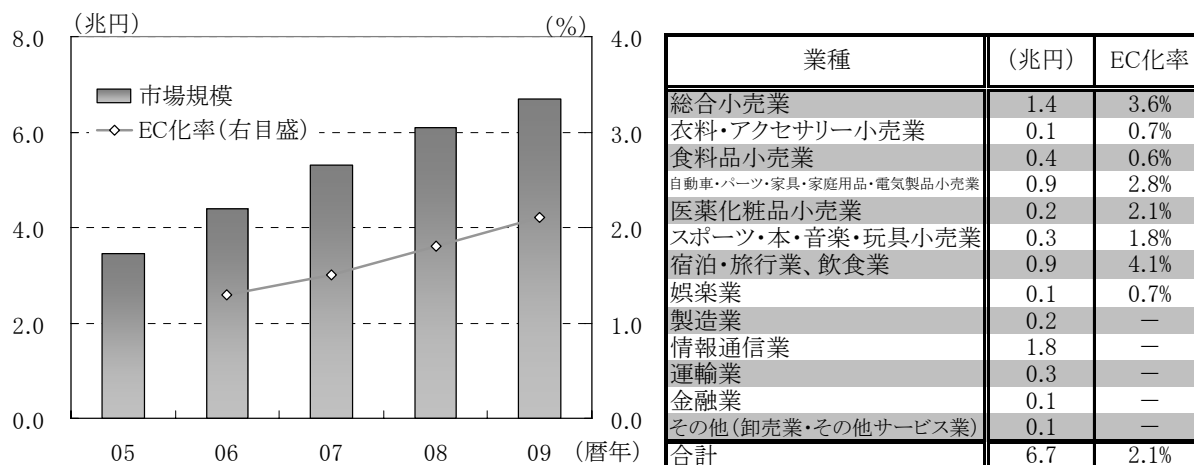 (兆円) (%)
8.0 4.0
市場規模
EC化率(右目盛)
6.0 3.0
4.0 2.0
2.0 1.0
0.0 0.0
05 06 07 08 09 (暦年)
業種 (兆円) EC化率
総合小売業 1.4 3.6%
衣料・アクセサリー小売業 0.1 0.7%
食料品小売業 0.4 0.6%
自動車・パーツ・家具・家庭用品・電気製品小売業 0.9 2.8%
医薬化粧品小売業 0.2 2.1%
スポーツ・本・音楽・玩具小売業 0.3 1.8%
宿泊・旅行業、飲食業 0.9 4.1%
娯楽業 0.1 0.7%
製造業 0.2 －
情報通信業 1.8 －
運輸業 0.3 －
金融業 0.1 －
その他(卸売業・その他サービス業) 0.1 －
合計 6.7 2.1%